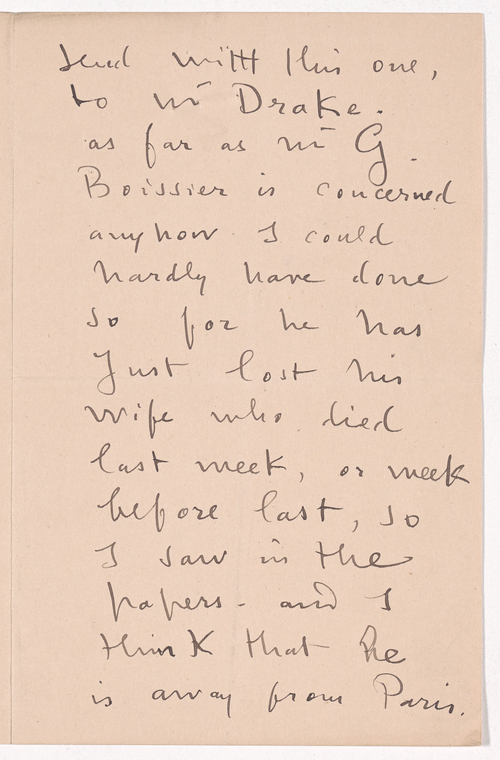 send with this one,
to Mr Drake.
as far as Mr G.
Boissier is concerned
anyhow I could
hardly have done
so for he has
Just lost his
wife who died
last week, or week
before last, so
I saw in the
papers - and I
think that he
is away from Paris.